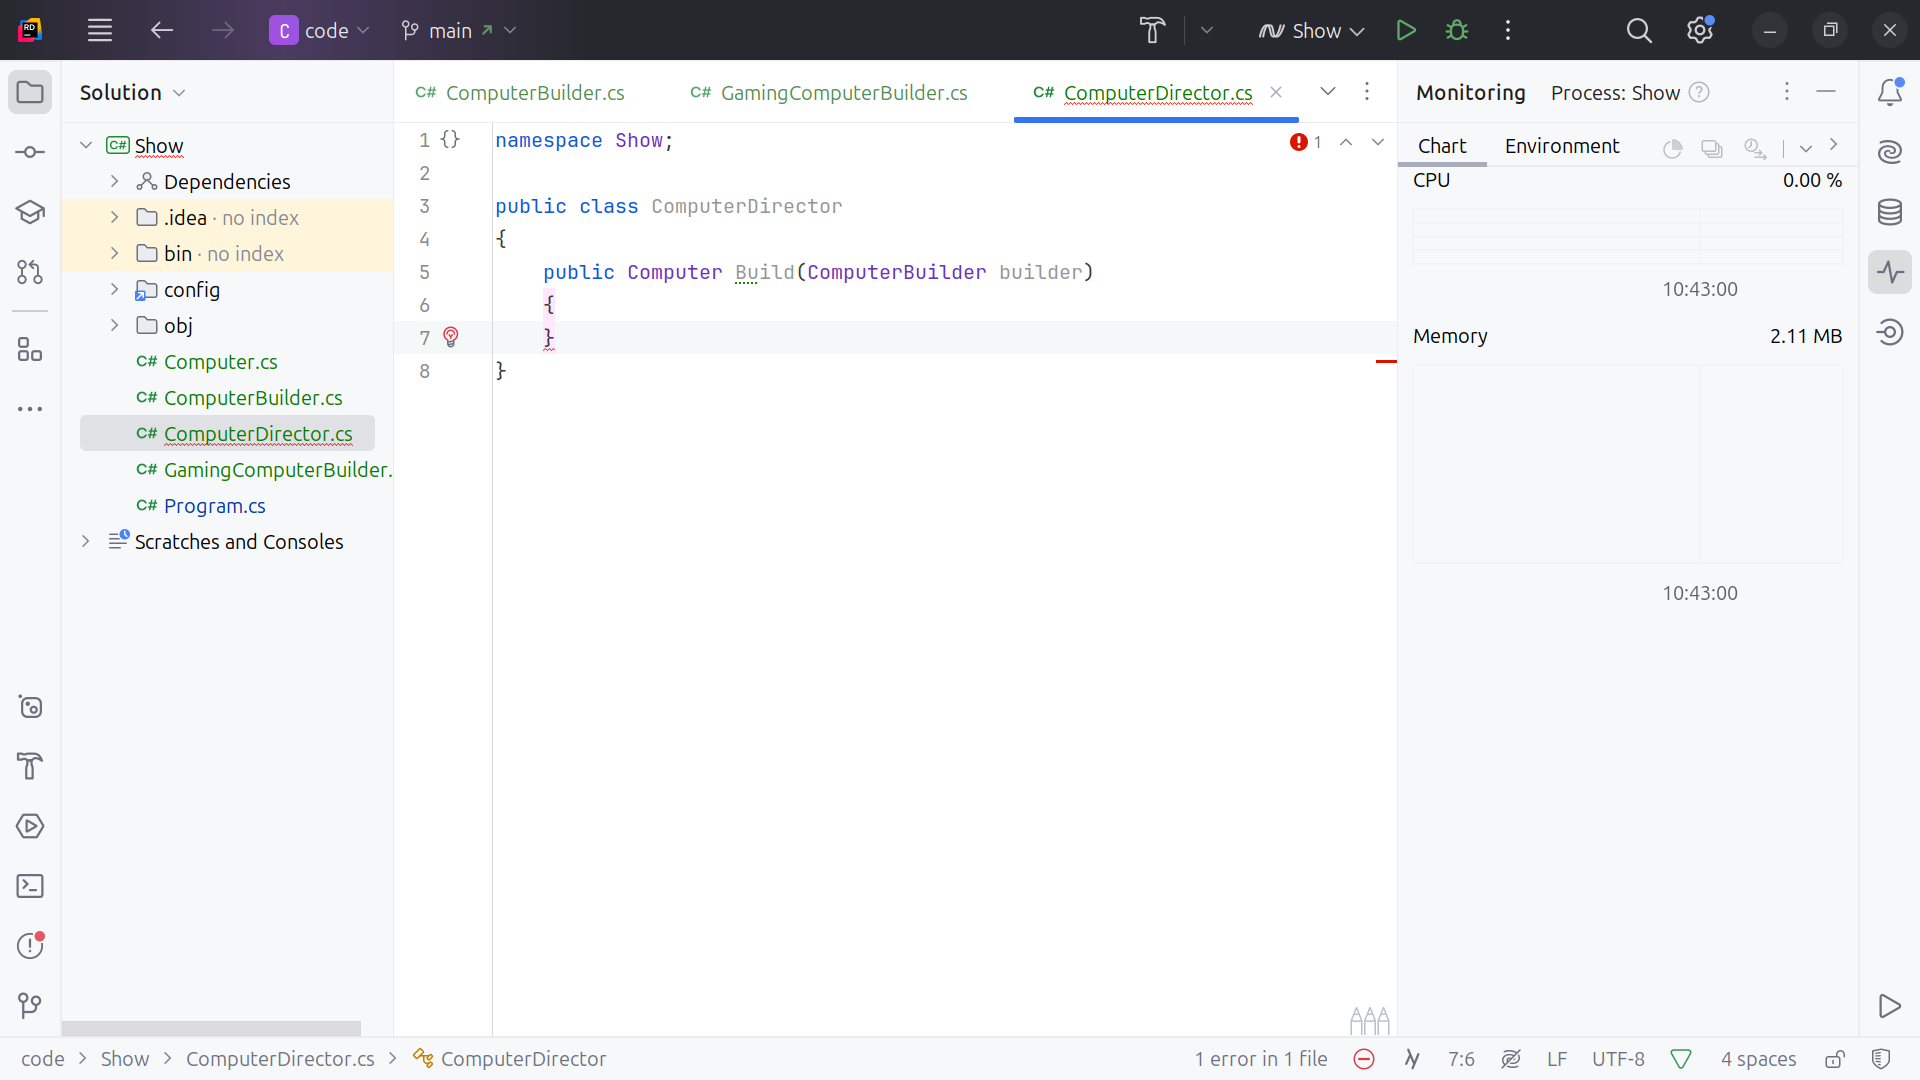 RD
C code main Show
Solution
C# ComputerBuilder.cs
C# GamingComputerBuilder.cs
C# ComputerDirector.cs
Monitoring Process: Show ?
C# Show
Dependencies
.idea · no index
bin · no index
config
obj
C# Computer.cs
C# ComputerBuilder.cs
C# ComputerDirector.cs
C# GamingComputerBuilder.
C# Program.cs
Scratches and Consoles
1 {} namespace Show;
2
3 public class ComputerDirector
4 {
5 public Computer Build(ComputerBuilder builder)
6 {
7 }
8 }
1
Chart Environment
CPU 0.00 %
10:43:00
Memory 2.11 MB
10:43:00
code Show ComputerDirector.cs ComputerDirector
1 error in 1 file 7:6 LF UTF-8 4 spaces